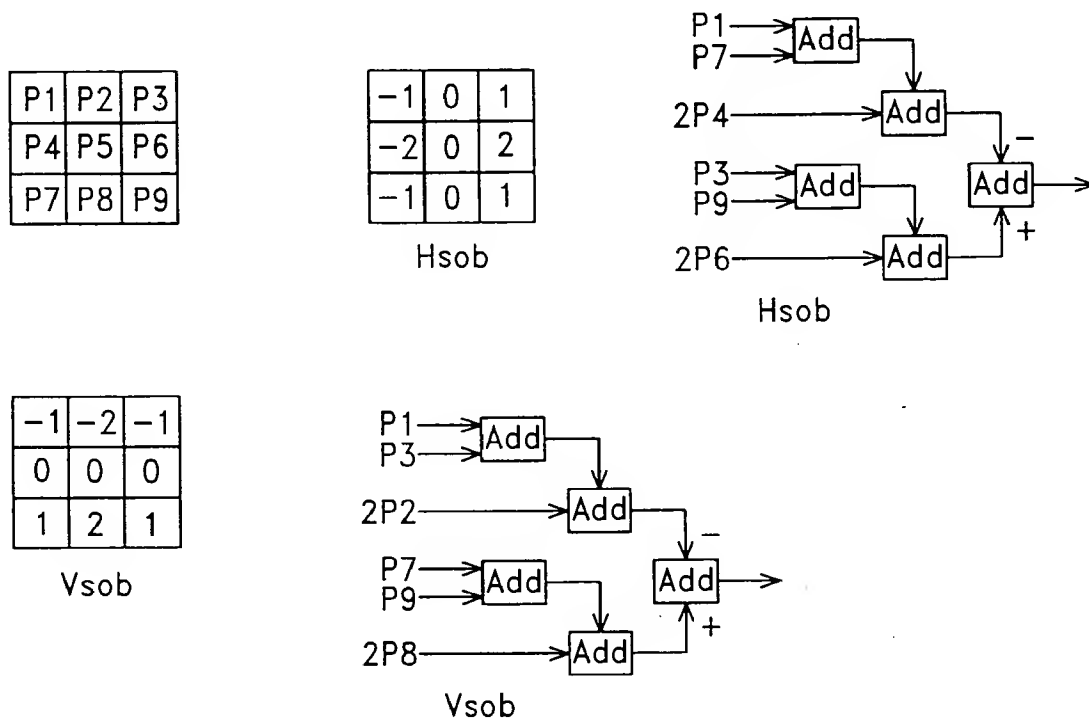 P1 P2 P3
P4 P5 P6
P7 P8 P9
-1 0 1
-2 0 2
-1 0 1
Hsob
P1
P7
Add
2P4
Add
-
P3
P9
Add
Add
+
2P6
Add
Hsob
-1 -2 -1
0 0 0
1 2 1
Vsob
P1
P3
Add
2P2
Add
-
P7
P9
Add
Add
+
2P8
Add
Vsob